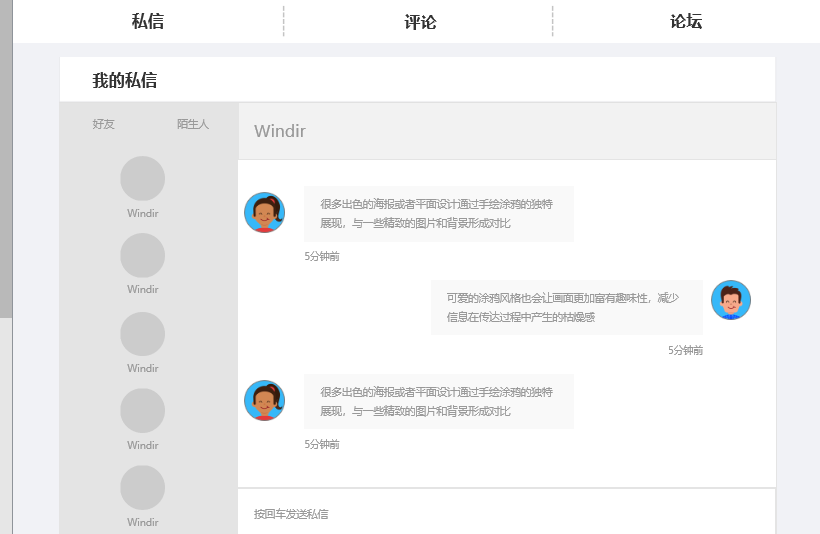 私信
评论
论坛
我的私信
好友
陌生人
Windir
Windir
Windir
Windir
Windir
Windir
很多出色的海报或者平面设计通过手绘涂鸦的独特
展现，与一些精致的图片和背景形成对比
5分钟前
可爱的涂鸦风格也会让画面更加富有趣味性，减少
信息在传达过程中产生的枯燥感
5分钟前
很多出色的海报或者平面设计通过手绘涂鸦的独特
展现，与一些精致的图片和背景形成对比
5分钟前
按回车发送私信